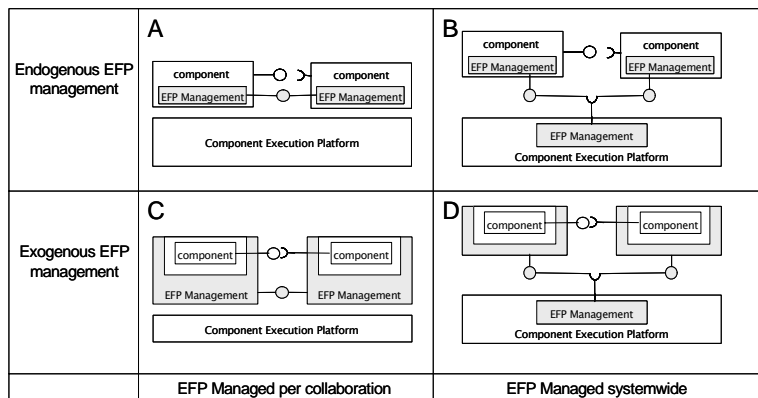 Endogenous EFP
management
A
component
component
EFP Management
EFP Management
Component Execution Platform
B
component
component
EFP Management
EFP Management
EFP Management
Component Execution Platform
Exogenous EFP
management
C
component
component
EFP Management
EFP Management
Component Execution Platform
D
component
component
EFP Management
Component Execution Platform
EFP Managed per collaboration
EFP Managed systemwide